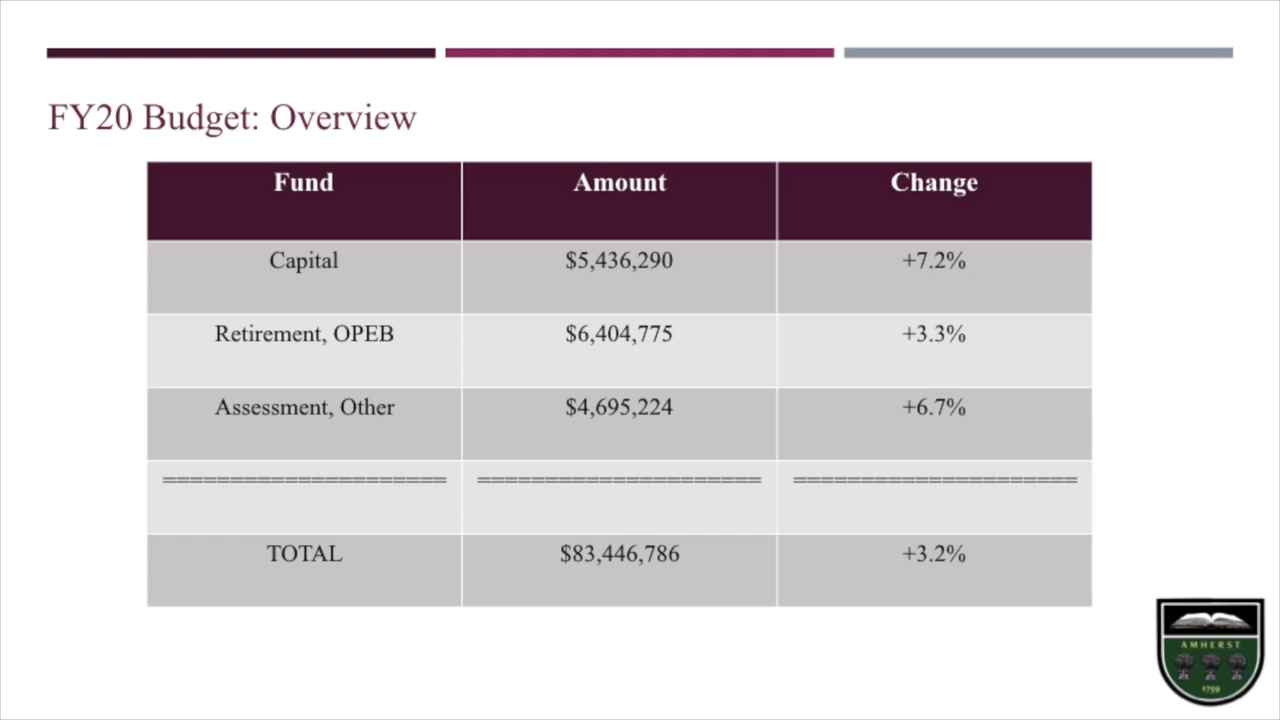 FY20 Budget: Overview
Fund Amount Change
Capital $5,436,290 +7.2%
Retirement, OPEB $6,404,775 +3.3%
Assessment, Other $4,695,224 +6.7%
===================== ===================== =====================
TOTAL $83,446,786 +3.2%
AMHERST
1759